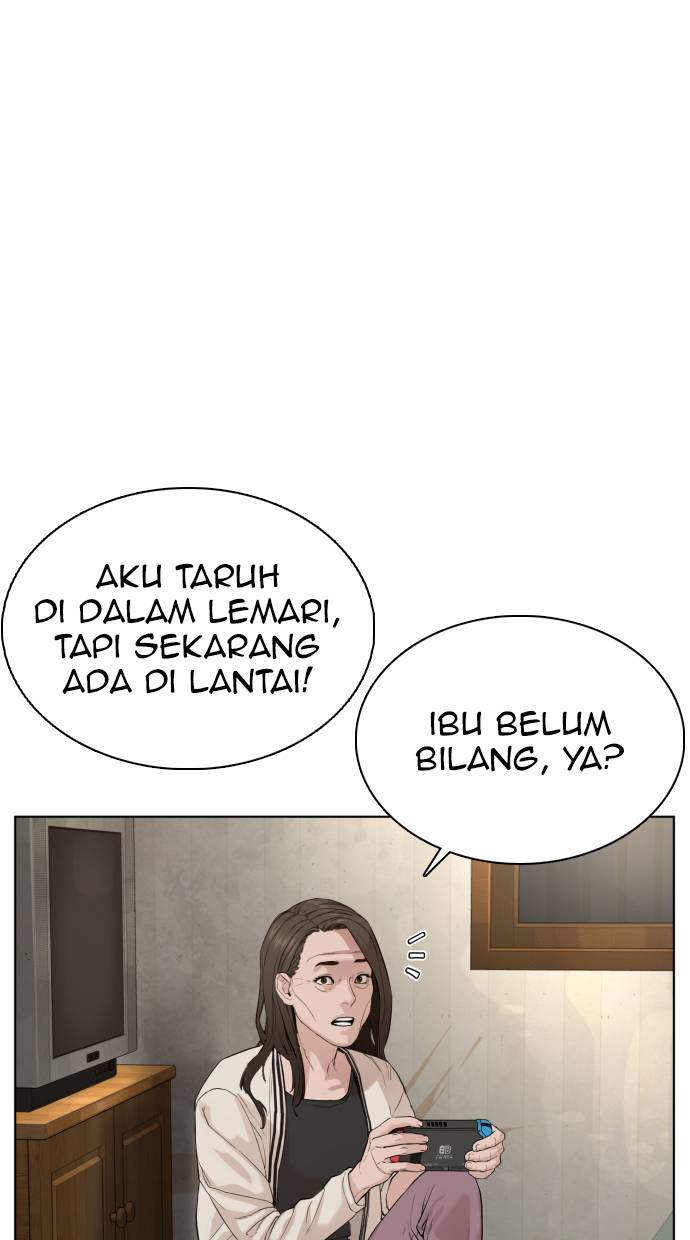 AKU TARUH
DI DALAM LEMARI,
TAPI SEKARANG
ADA DI LANTAI!
IBU BELUM
BILANG, YA?